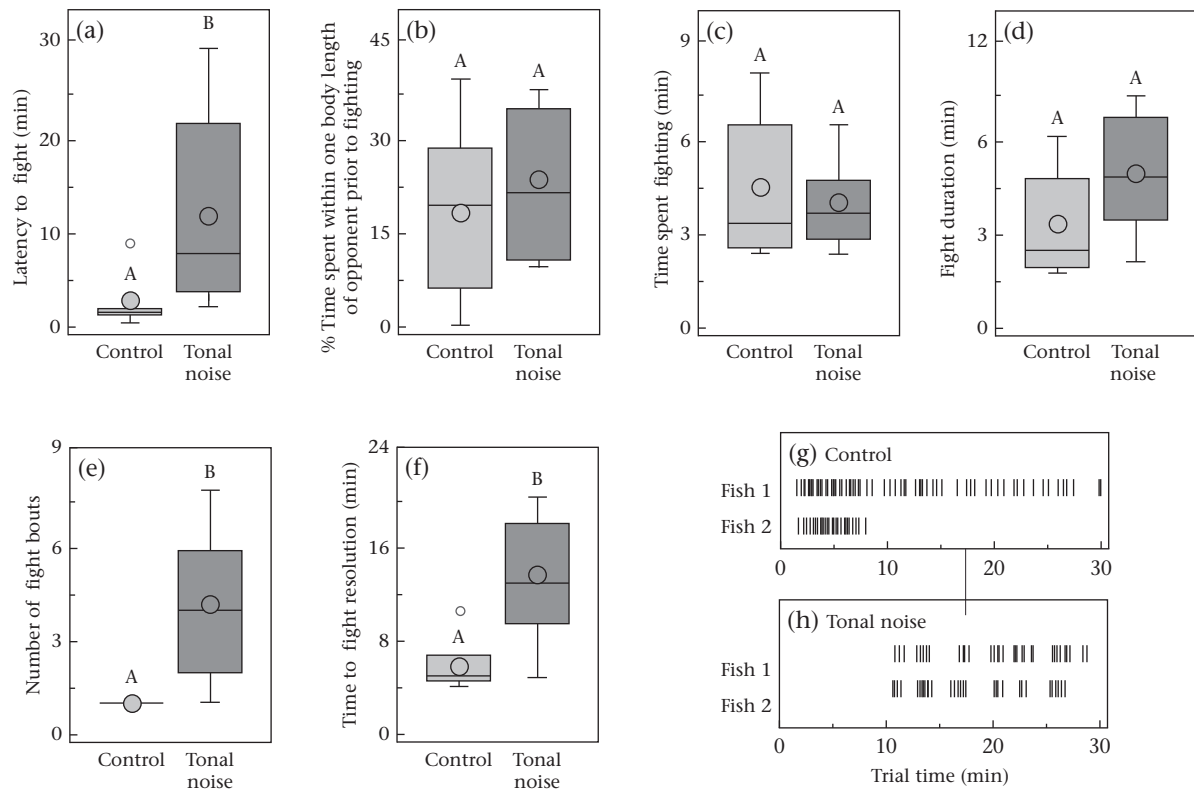 (a)
30
20
10
0
Latency to fight (min)
A
B
Control
Tonal
noise
(b)
45
30
15
0
% Time spent within one body length
of opponent prior to fighting
A
A
Control
Tonal
noise
(c)
9
6
3
0
Time spent fighting (min)
A
A
Control
Tonal
noise
(d)
12
6
3
0
Fight duration (min)
A
A
Control
Tonal
noise
(e)
9
6
3
0
Number of fight bouts
A
B
Control
Tonal
noise
(f)
24
16
8
0
Time to fight resolution (min)
A
B
Control
Tonal
noise
(g) Control
Fish 1
Fish 2
0 10 20 30
(h) Tonal noise
Fish 1
Fish 2
0 10 20 30
Trial time (min)